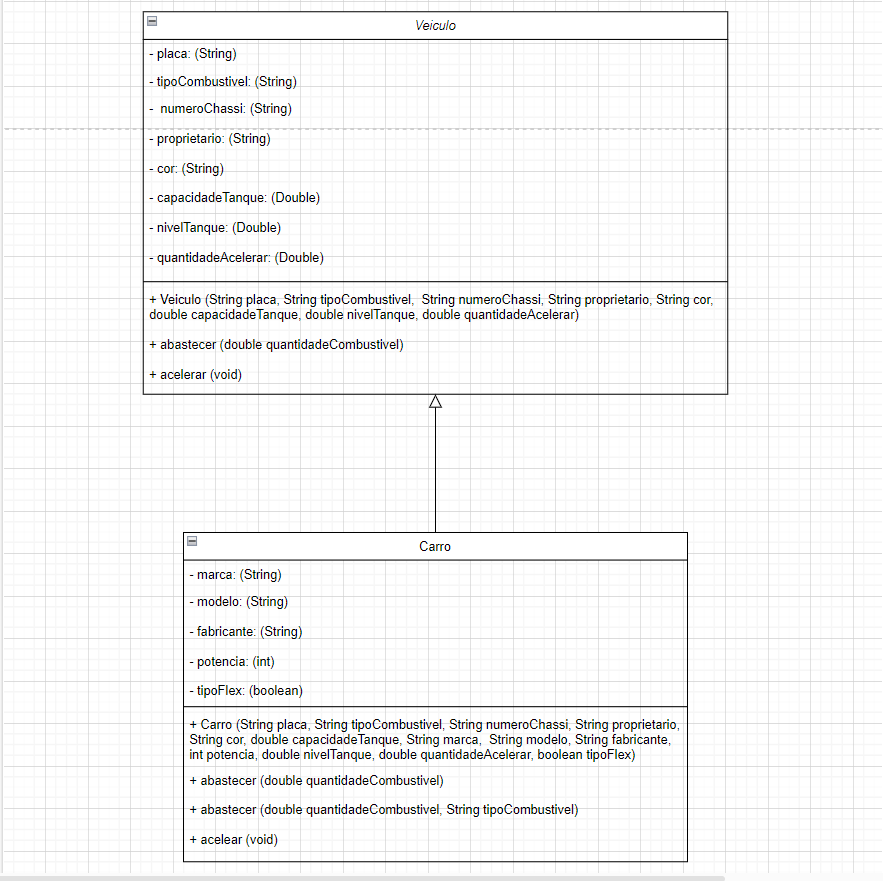 Veiculo
- placa: (String)
- tipoCombustivel: (String)
-  numeroChassi: (String)
- proprietario: (String)
- cor: (String)
- capacidadeTanque: (Double)
- nivelTanque: (Double)
- quantidadeAcelerar: (Double)
+ Veiculo (String placa, String tipoCombustivel,  String numeroChassi, String proprietario, String cor,
double capacidadeTanque, double nivelTanque, double quantidadeAcelerar)
+ abastecer (double quantidadeCombustivel)
+ acelerar (void)
Carro
- marca: (String)
- modelo: (String)
- fabricante: (String)
- potencia: (int)
- tipoFlex: (boolean)
+ Carro (String placa, String tipoCombustivel, String numeroChassi, String proprietario,
String cor, double capacidadeTanque, String marca,  String modelo, String fabricante,
int potencia, double nivelTanque, double quantidadeAcelerar, boolean tipoFlex)
+ abastecer (double quantidadeCombustivel)
+ abastecer (double quantidadeCombustivel, String tipoCombustivel)
+ acelear (void)